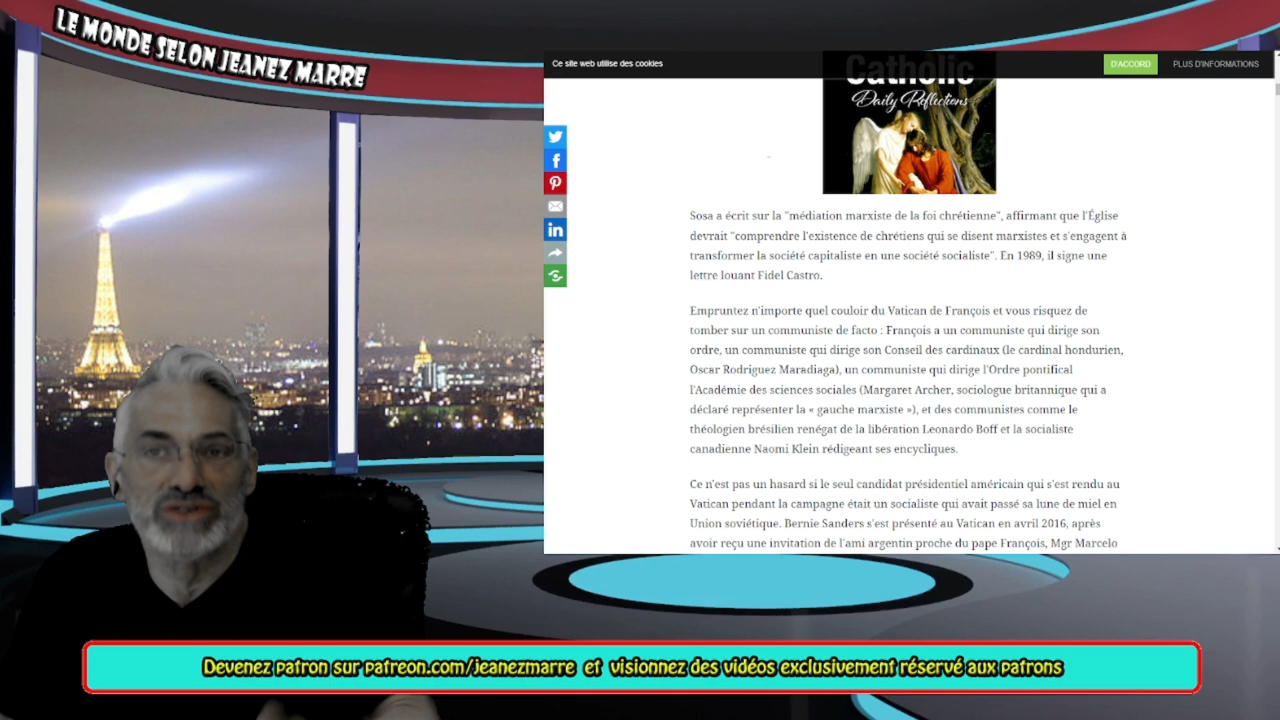 LE MONDE SELON JEANEZ MARRE
Ce site web utilise des cookies
D'ACCORD
PLUS D'INFORMATIONS
Catholic
Daily Reflections
Sosa a écrit sur la "médiation marxiste de la foi chrétienne", affirmant que l'Église
devrait "comprendre l'existence de chrétiens qui se disent marxistes et s'engagent à
transformer la société capitaliste en une société socialiste". En 1989, il signe une
lettre louant Fidel Castro.
Empruntez n'importe quel couloir du Vatican de François et vous risquez de
tomber sur un communiste de facto : François a un communiste qui dirige son
ordre, un communiste qui dirige son Conseil des cardinaux (le cardinal hondurien,
Oscar Rodriguez Maradiaga), un communiste qui dirige l'Ordre pontifical
l'Académie des sciences sociales (Margaret Archer, sociologue britannique qui a
déclaré représenter la « gauche marxiste »), et des communistes comme le
théologien brésilien renégat de la libération Leonardo Boff et la socialiste
canadienne Naomi Klein rédigeant ses encycliques.
Ce n'est pas un hasard si le seul candidat présidentiel américain qui s'est rendu au
Vatican pendant la campagne était un socialiste qui avait passé sa lune de miel en
Union soviétique. Bernie Sanders s'est présenté au Vatican en avril 2016, après
avoir reçu une invitation de l'ami argentin proche du pape François, Mgr Marcelo
Devenez patron sur patreon.com/jeanezmarre et visionnez des vidéos exclusivement réservé aux patrons